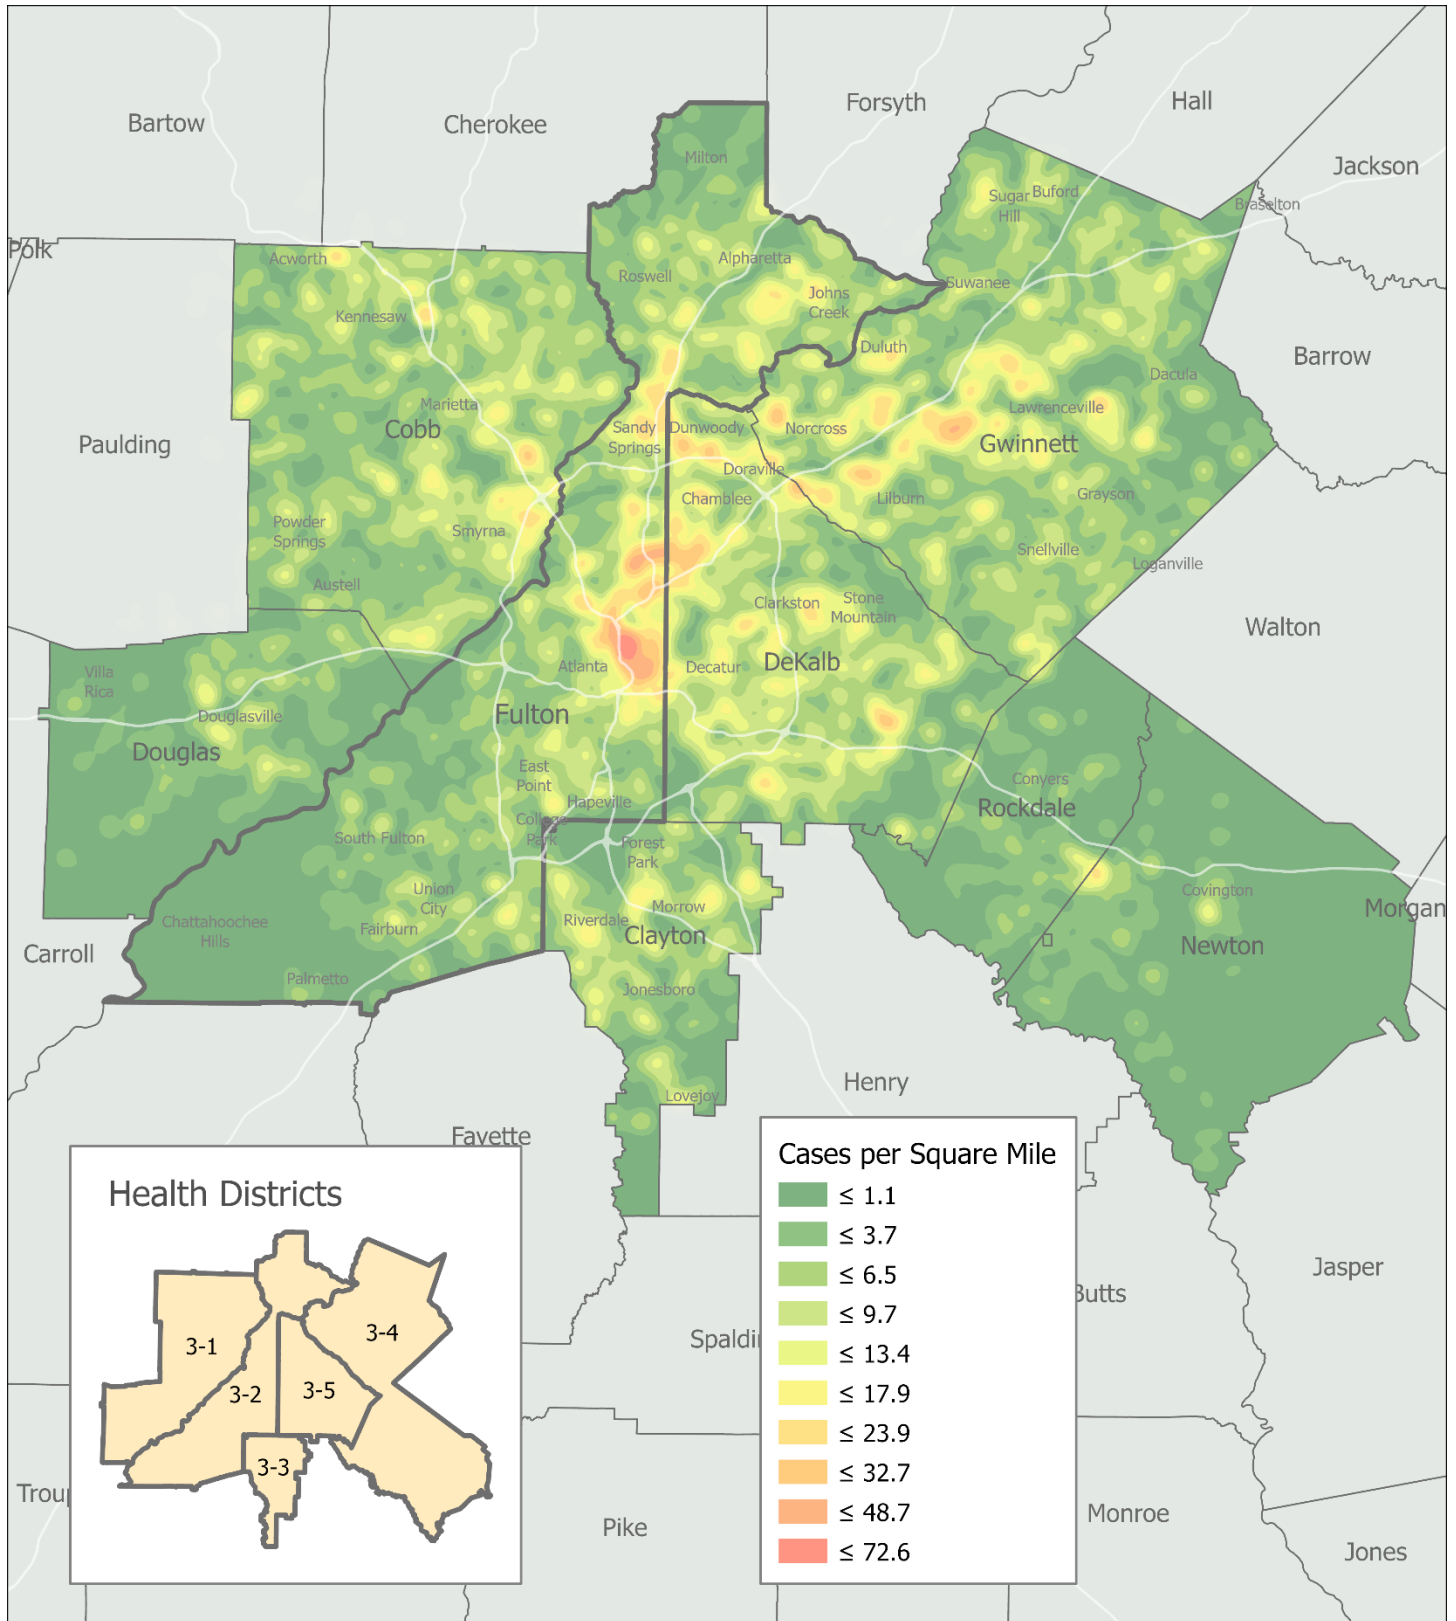 Forsyth
Hall
Bartow
Cherokee
Jackson
Milton
Sugar
Hill
Buford
Braselton
Polk
Acworth
Alpharetta
Roswell
Suwanee
Johns
Creek
Kennesaw
Duluth
Barrow
Dacula
Marietta
Lawrenceville
Cobb
Sandy
Springs
Dunwoody
Norcross
Gwinnett
Paulding
Doraville
Chamblee
Lilburn
Grayson
Powder
Springs
Smyrna
Snellville
Loganville
Austell
Clarkston
Stone
Mountain
Walton
Villa
Rica
Atlanta
Decatur
DeKalb
Douglasville
Fulton
Douglas
East
Point
Hapeville
Conyers
Rockdale
College
Park
South Fulton
Forest
Park
Union
City
Covington
Morgan
Chattahoochee
Hills
Fairburn
Riverdale
Morrow
Clayton
Newton
Carroll
Palmetto
Jonesboro
Henry
Lovejoy
Fayette
Health Districts
3-1
3-4
3-2
3-5
3-3
Cases per Square Mile
≤ 1.1
≤ 3.7
≤ 6.5
≤ 9.7
≤ 13.4
≤ 17.9
≤ 23.9
≤ 32.7
≤ 48.7
≤ 72.6
Jasper
Butts
Spaldi
Troup
Pike
Monroe
Jones